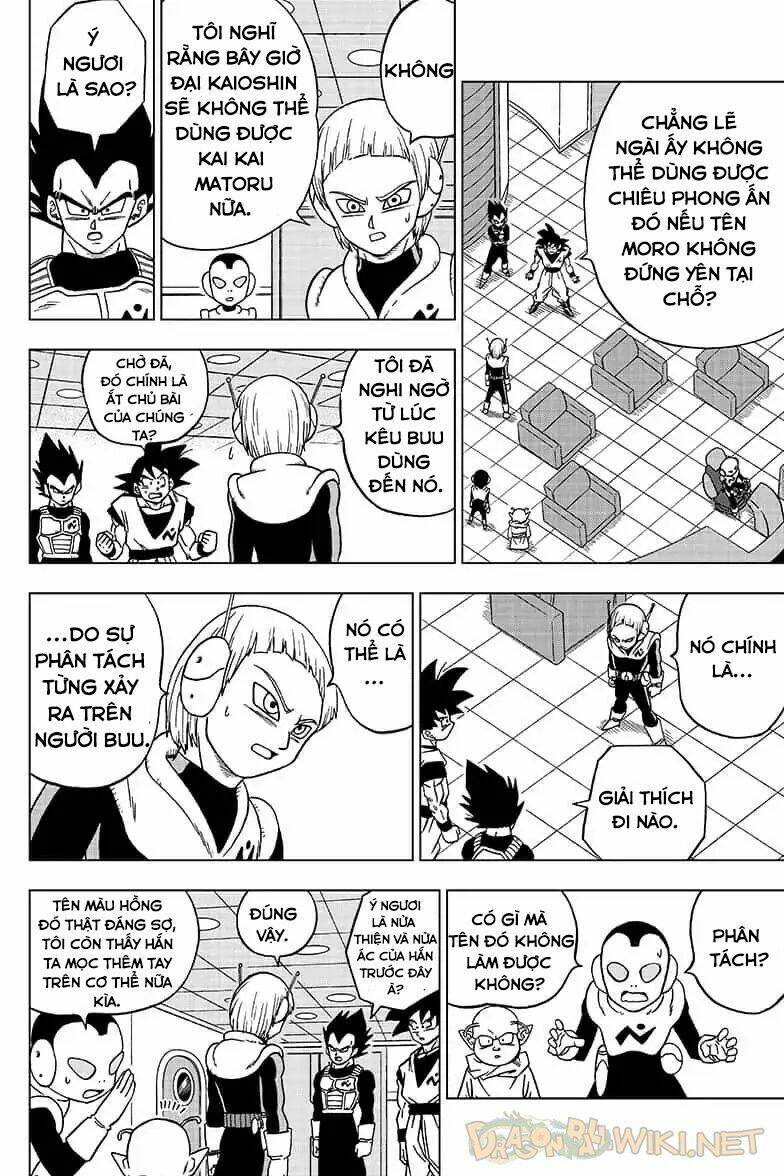 CHẲNG LẼ
NGÀI ẤY KHÔNG
THỂ DÙNG ĐƯỢC
CHIÊU PHONG ẤN
ĐÓ NẾU TÊN
MORO KHÔNG
ĐỨNG YÊN TẠI
CHỖ?
KHÔNG
TÔI NGHĨ
RẰNG BÂY GIỜ
ĐẠI KAIOSHIN
SẼ KHÔNG THỂ
DÙNG ĐƯỢC
KAI KAI
MATORU
NỮA.
Ý
NGƯƠI
LÀ SAO?
TÔI ĐÃ
NGHI NGỜ
TỪ LÚC
KÊU BUU
DÙNG
ĐẾN NÓ.
CHỜ ĐÃ,
ĐÓ CHÍNH LÀ
ÁT CHỦ BÀI
CỦA CHÚNG
TA?
NÓ CHÍNH
LÀ...
GIẢI THÍCH
ĐI NÀO.
NÓ CÓ
THỂ LÀ
...
...DO SỰ
PHÂN TÁCH
TỪNG XẢY
RA TRÊN
NGƯỜI BUU.
PHÂN
TÁCH?
CÓ GÌ MÀ
TÊN ĐÓ KHÔNG
LÀM ĐƯỢC
KHÔNG?
Ý NGƯƠI
LÀ NỬA
THIỆN VÀ NỬA
ÁC CỦA HẮN
TRƯỚC ĐÂY
À?
ĐÚNG
VẬY.
TÊN MÀU HỒNG
ĐÓ THẬT ĐÁNG SỢ,
TÔI CÒN THẤY HẮN
TA MỌC THÊM TAY
TRÊN CƠ THỂ NỮA
KÌA.
DRAGONBALLWIKI.NET